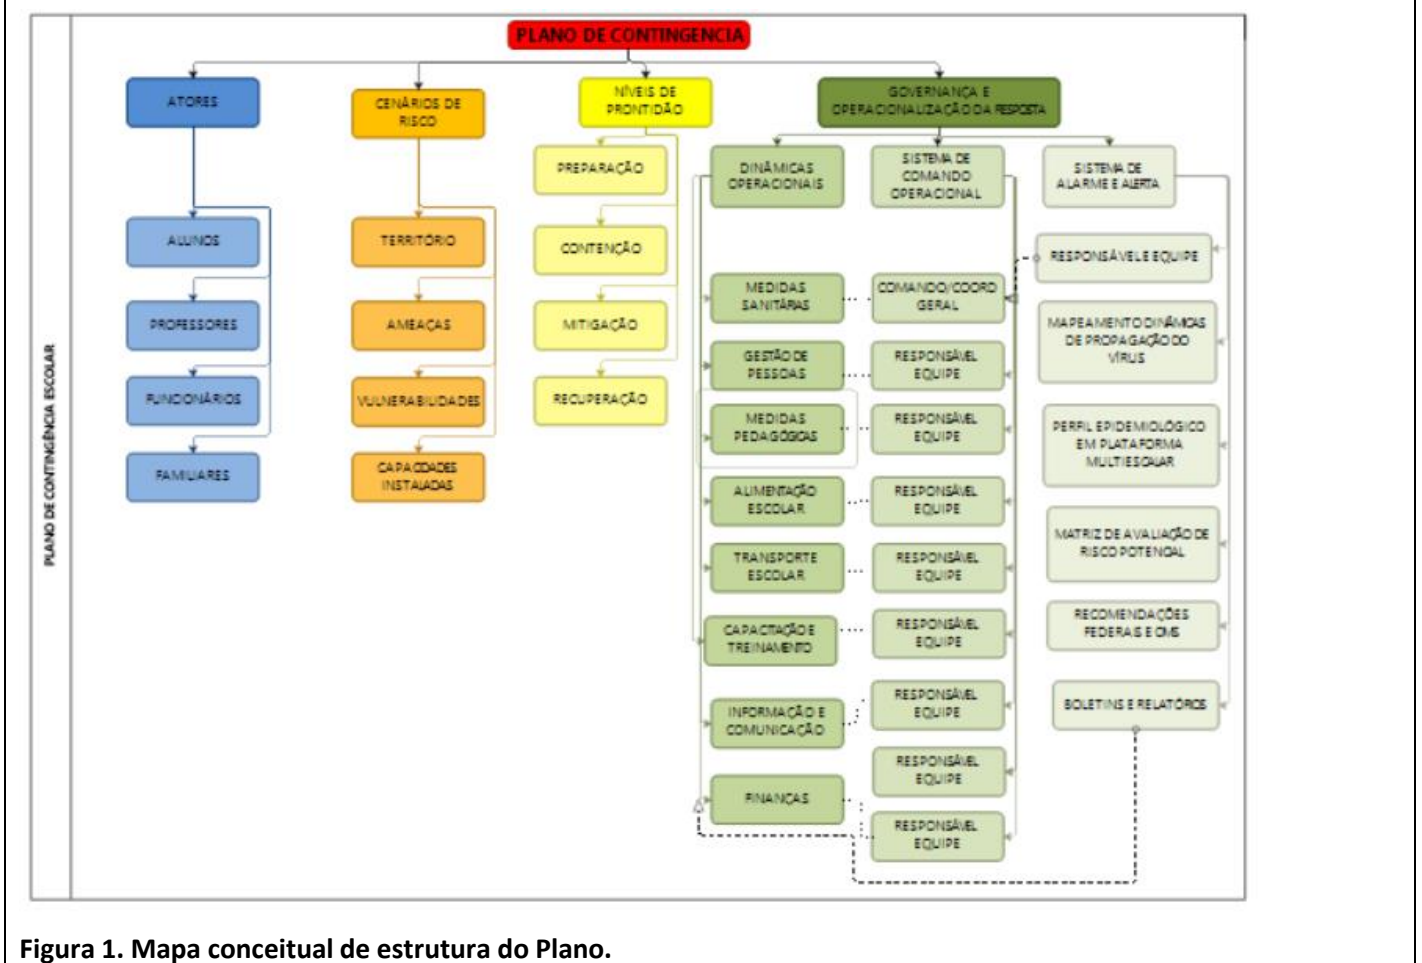 PLANO DE CONTINGENCIA
ATORES
CENÁRIOS DE
RISCO
NÍVEIS DE
PRONTIDÃO
GOVERNANÇA E
OPERACIONALIZAÇÃO DA RESPOSTA
PREPARAÇÃO
DINÂMICAS
OPERACIONAIS
SISTEMA DE
COMANDO
OPERACIONAL
SISTEMA DE
ALARME E ALERTA
ALUNOS
TERRITÓRIO
CONTENÇÃO
RESPONSÁVEL E EQUIPE
MEDIDAS
SANITÁRIAS
COMANDO/COORD
GERAL
PROFESSORES
AMEAÇAS
MITIGAÇÃO
MAPEAMENTO DINÂMICAS
DE PROPAGAÇÃO DO
VÍRUS
GESTÃO DE
PESSOAS
RESPONSÁVEL
EQUIPE
FUNCIONÁRIOS
VULNERABILIDADES
RECUPERAÇÃO
MEDIDAS
PEDAGÓGICAS
RESPONSÁVEL
EQUIPE
PERFIL EPIDEMIOLÓGICO
EM PLATAFORMA
MULTIESCALAR
FAMILIARES
CAPACIDADES
INSTALADAS
ALIMENTAÇÃO
ESCOLAR
RESPONSÁVEL
EQUIPE
MATRIZ DE AVALIAÇÃO DE
RISCO POTENCIAL
TRANSPORTE
ESCOLAR
RESPONSÁVEL
EQUIPE
CAPACITAÇÃO E
TREINAMENTO
RESPONSÁVEL
EQUIPE
RECOMENDAÇÕES
FEDERAIS E OMS
INFORMAÇÃO E
COMUNICAÇÃO
RESPONSÁVEL
EQUIPE
BOLETINS E RELATÓRIOS
RESPONSÁVEL
EQUIPE
FINANÇAS
RESPONSÁVEL
EQUIPE
PLANO DE CONTINGÊNCIA ESCOLAR
Figura 1. Mapa conceitual de estrutura do Plano.